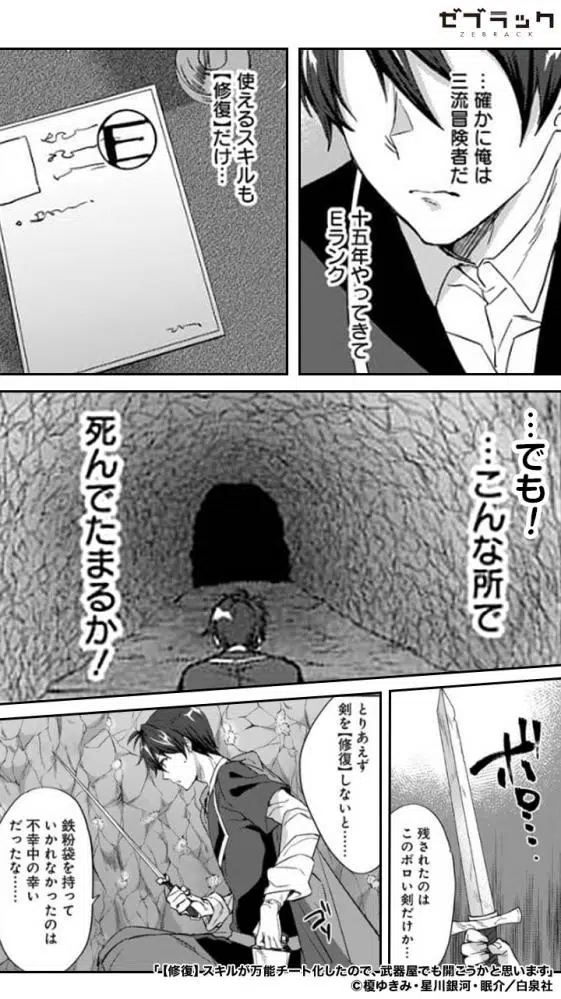 ゼブラック
ZEBRACK
…確かに俺は
三流冒険者だ
十五年やってきて
Eランク
使えるスキルも
【修復】だけ…
E
…でも！
…こんな所で
死んでたまるか！
ボロ…
残されたのは
このボロい剣だけか…
とりあえず
剣を【修復】しないと……
ゴソ
鉄粉袋を持って
いかれなかったのは
不幸中の幸い
だったな…
「【修復】スキルが万能チート化したので、武器屋でも開こうかと思います」
©榎ゆきみ・星川銀河・眠介／白泉社